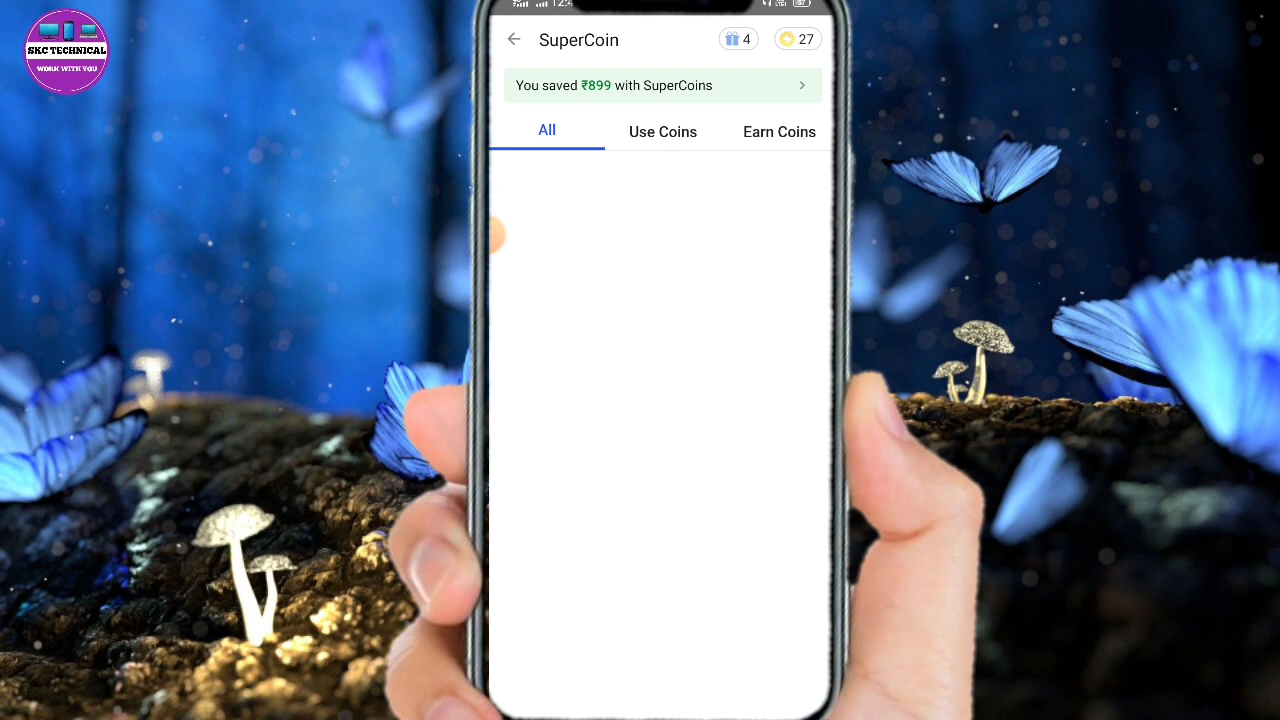 SKC TECHNICAL
WORK WITH YOU
SuperCoin
4
27
You saved ₹899 with SuperCoins
All
Use Coins
Earn Coins